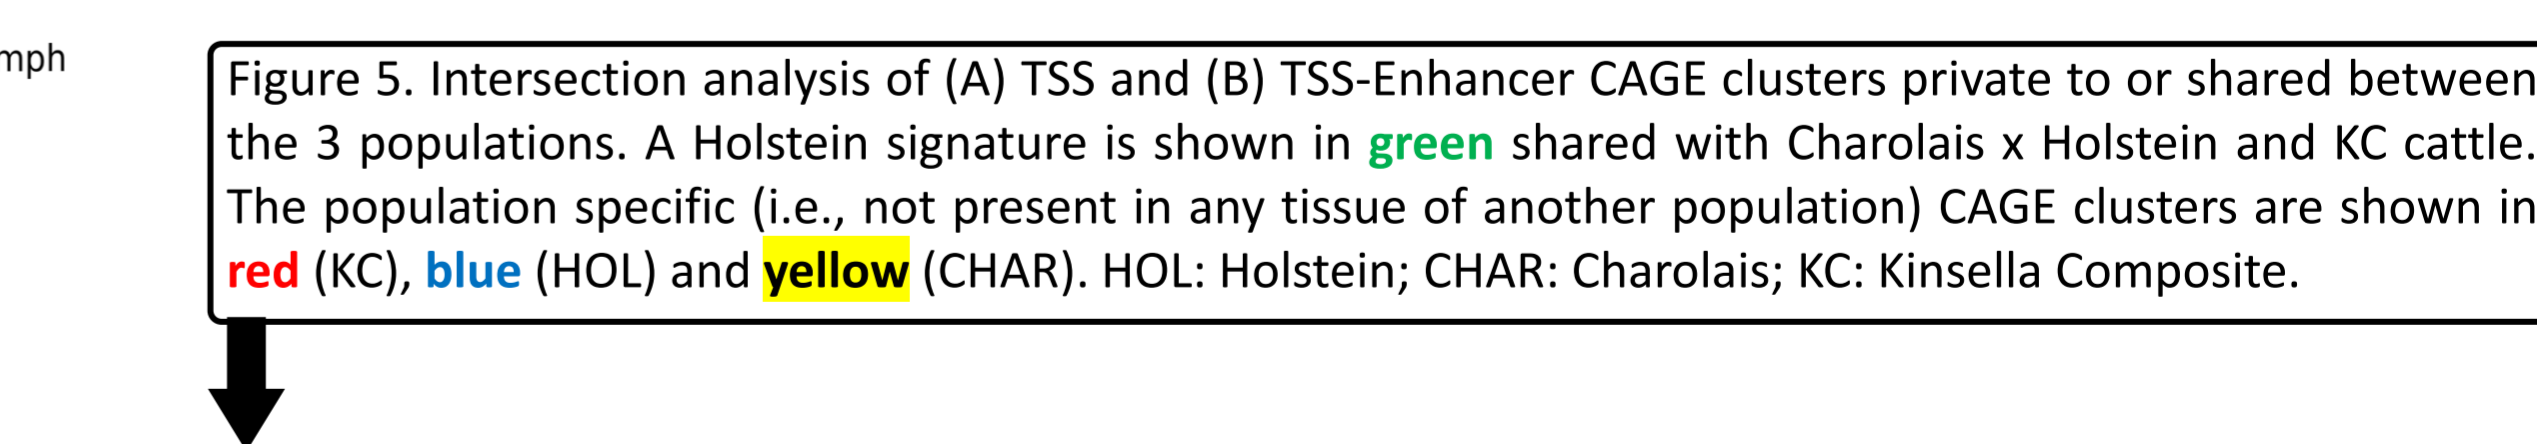 mph
Figure 5. Intersection analysis of (A) TSS and (B) TSS-Enhancer CAGE clusters private to or shared between
the 3 populations. A Holstein signature is shown in green shared with Charolais x Holstein and KC cattle.
The population specific (i.e., not present in any tissue of another population) CAGE clusters are shown in
red (KC), blue (HOL) and yellow (CHAR). HOL: Holstein; CHAR: Charolais; KC: Kinsella Composite.